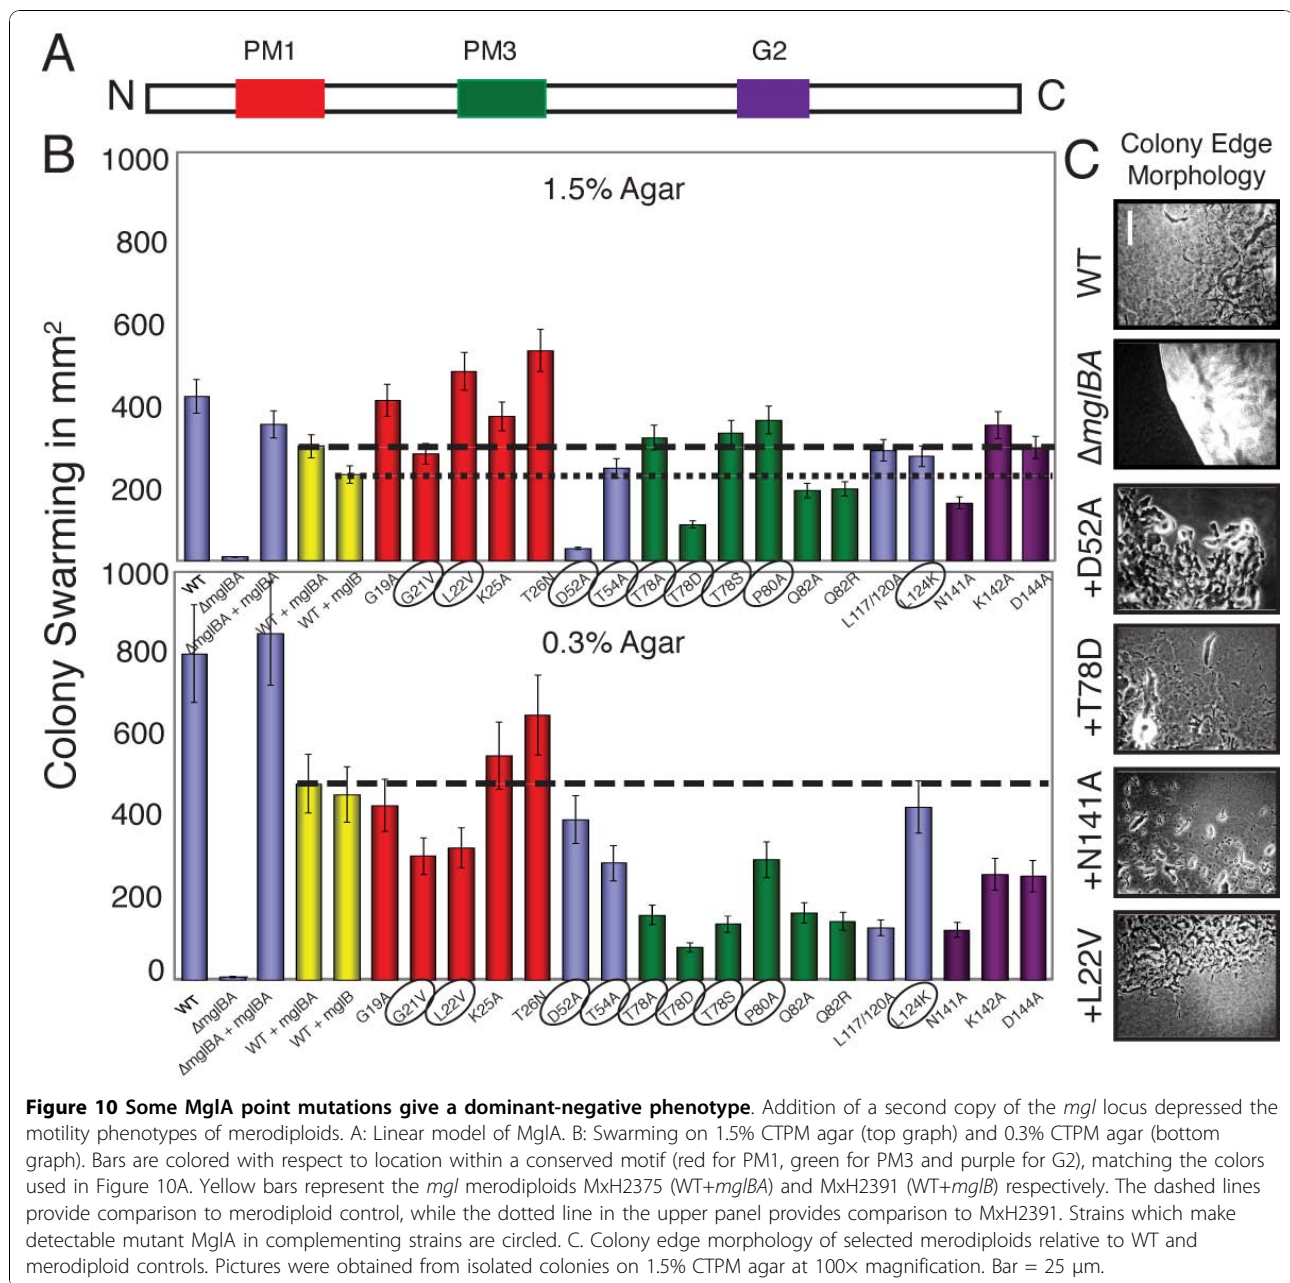 A
PM1
PM3
G2
N
C
B
Colony Swarming in mm²
1000
800
600
400
200
1.5% Agar
WT
ΔmglBA
ΔmglBA + mglBA
WT + mglBA
WT + mglB
G19A
G21V
L22V
K25A
T26N
D52A
T54A
T78A
T78D
T78S
P80A
Q82A
Q82R
L117/120A
L124K
N141A
K142A
D144A
1000
800
600
400
200
0
0.3% Agar
WT
ΔmglBA
ΔmglBA + mglBA
WT + mglBA
WT + mglB
G19A
G21V
L22V
K25A
T26N
D52A
T54A
T78A
T78D
T78S
P80A
Q82A
Q82R
L117/120A
L124K
N141A
K142A
D144A
C
Colony Edge
Morphology
WT
ΔmglBA
+D52A
+T78D
+N141A
+L22V
Figure 10 Some MglA point mutations give a dominant-negative phenotype. Addition of a second copy of the mgl locus depressed the
motility phenotypes of merodiploids. A: Linear model of MglA. B: Swarming on 1.5% CTPM agar (top graph) and 0.3% CTPM agar (bottom
graph). Bars are colored with respect to location within a conserved motif (red for PM1, green for PM3 and purple for G2), matching the colors
used in Figure 10A. Yellow bars represent the mgl merodiploids MxH2375 (WT+mglBA) and MxH2391 (WT+mglB) respectively. The dashed lines
provide comparison to merodiploid control, while the dotted line in the upper panel provides comparison to MxH2391. Strains which make
detectable mutant MglA in complementing strains are circled. C. Colony edge morphology of selected merodiploids relative to WT and
merodiploid controls. Pictures were obtained from isolated colonies on 1.5% CTPM agar at 100× magnification. Bar = 25 μm.